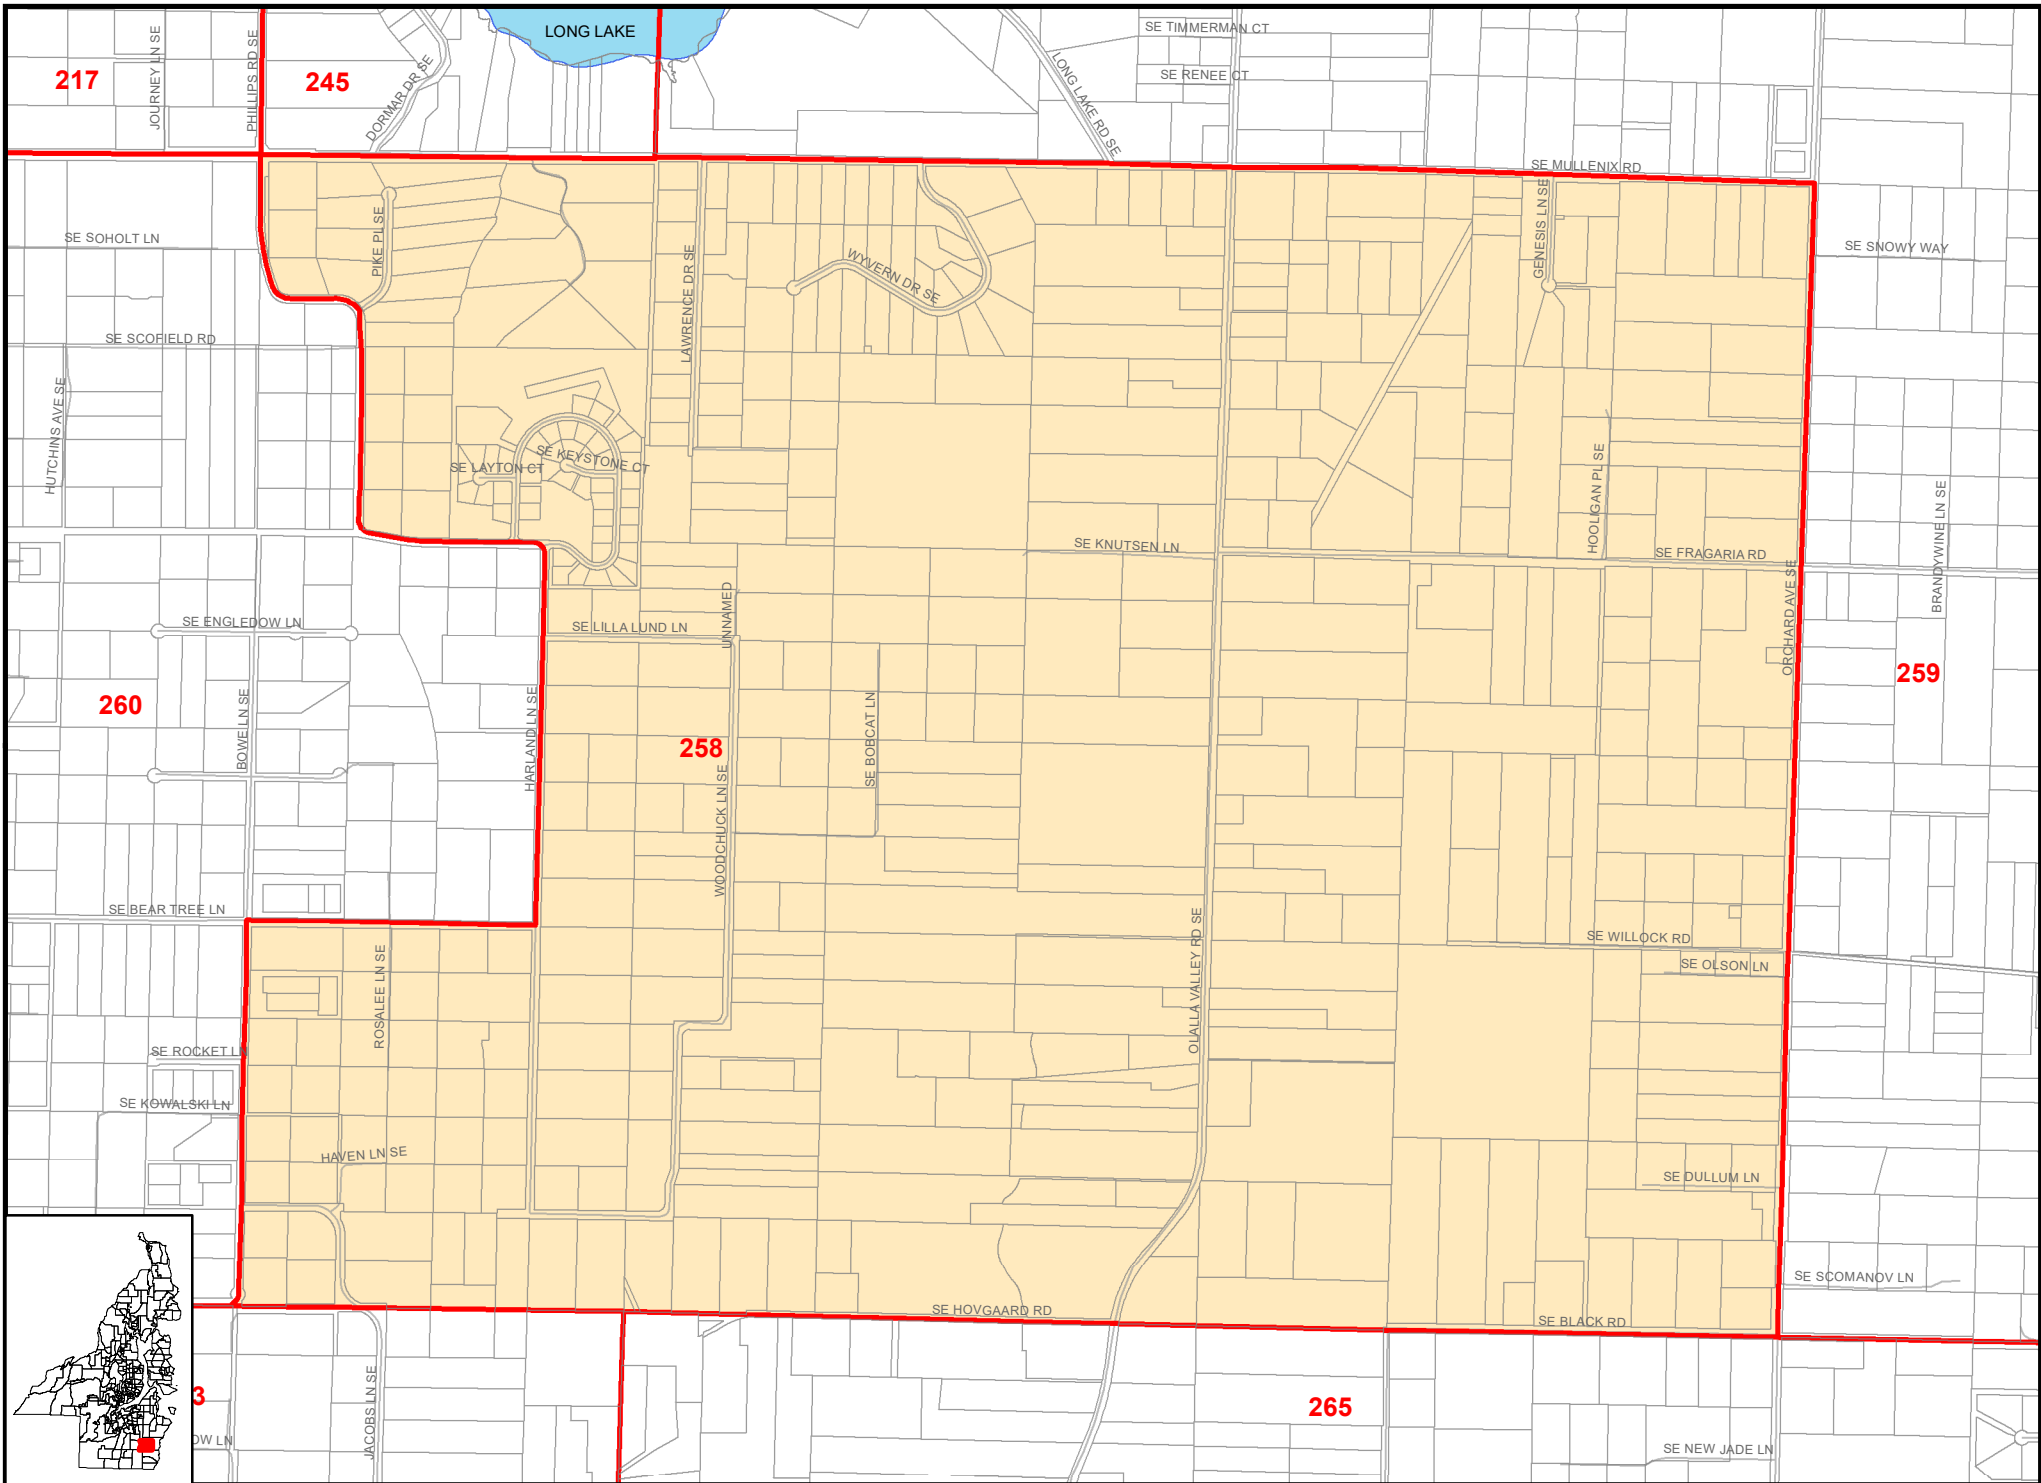 LONG LAKE
SE TIMMERMAN CT
JOURNEY LN SE
PHILLIPS RD SE
217
245
DORMAR DR SE
LONG LAKE RD SE
SE RENEE CT
SE MULLENIX RD
SE SOHOLT LN
PIKE PL SE
LAWRENCE DR SE
WYVERN DR SE
GENESIS LN SE
SE SNOWY WAY
SE SCOFIELD RD
HUTCHINS AVE SE
SE LAYTON CT
SE KEYSTONE CT
HOOLIGAN PL SE
BRANDYWINE LN SE
SE KNUTSEN LN
SE FRAGARIA RD
ORCHARD AVE SE
SE ENGLEDOW LN
SE LILLA LUND LN
UNNAMED
259
260
BOWE LN SE
HARLAND LN SE
258
WOODCHUCK LN SE
SE BOBCAT LN
SE BEAR TREE LN
ROSALEE LN SE
OLALLA VALLEY RD SE
SE WILLOCK RD
SE OLSON LN
SE ROCKET LN
SE KOWALSKI LN
HAVEN LN SE
SE DULLUM LN
SE SCOMANOV LN
SE HOVGAARD RD
SE BLACK RD
3
JACOBS LN SE
265
OW LN
SE NEW JADE LN